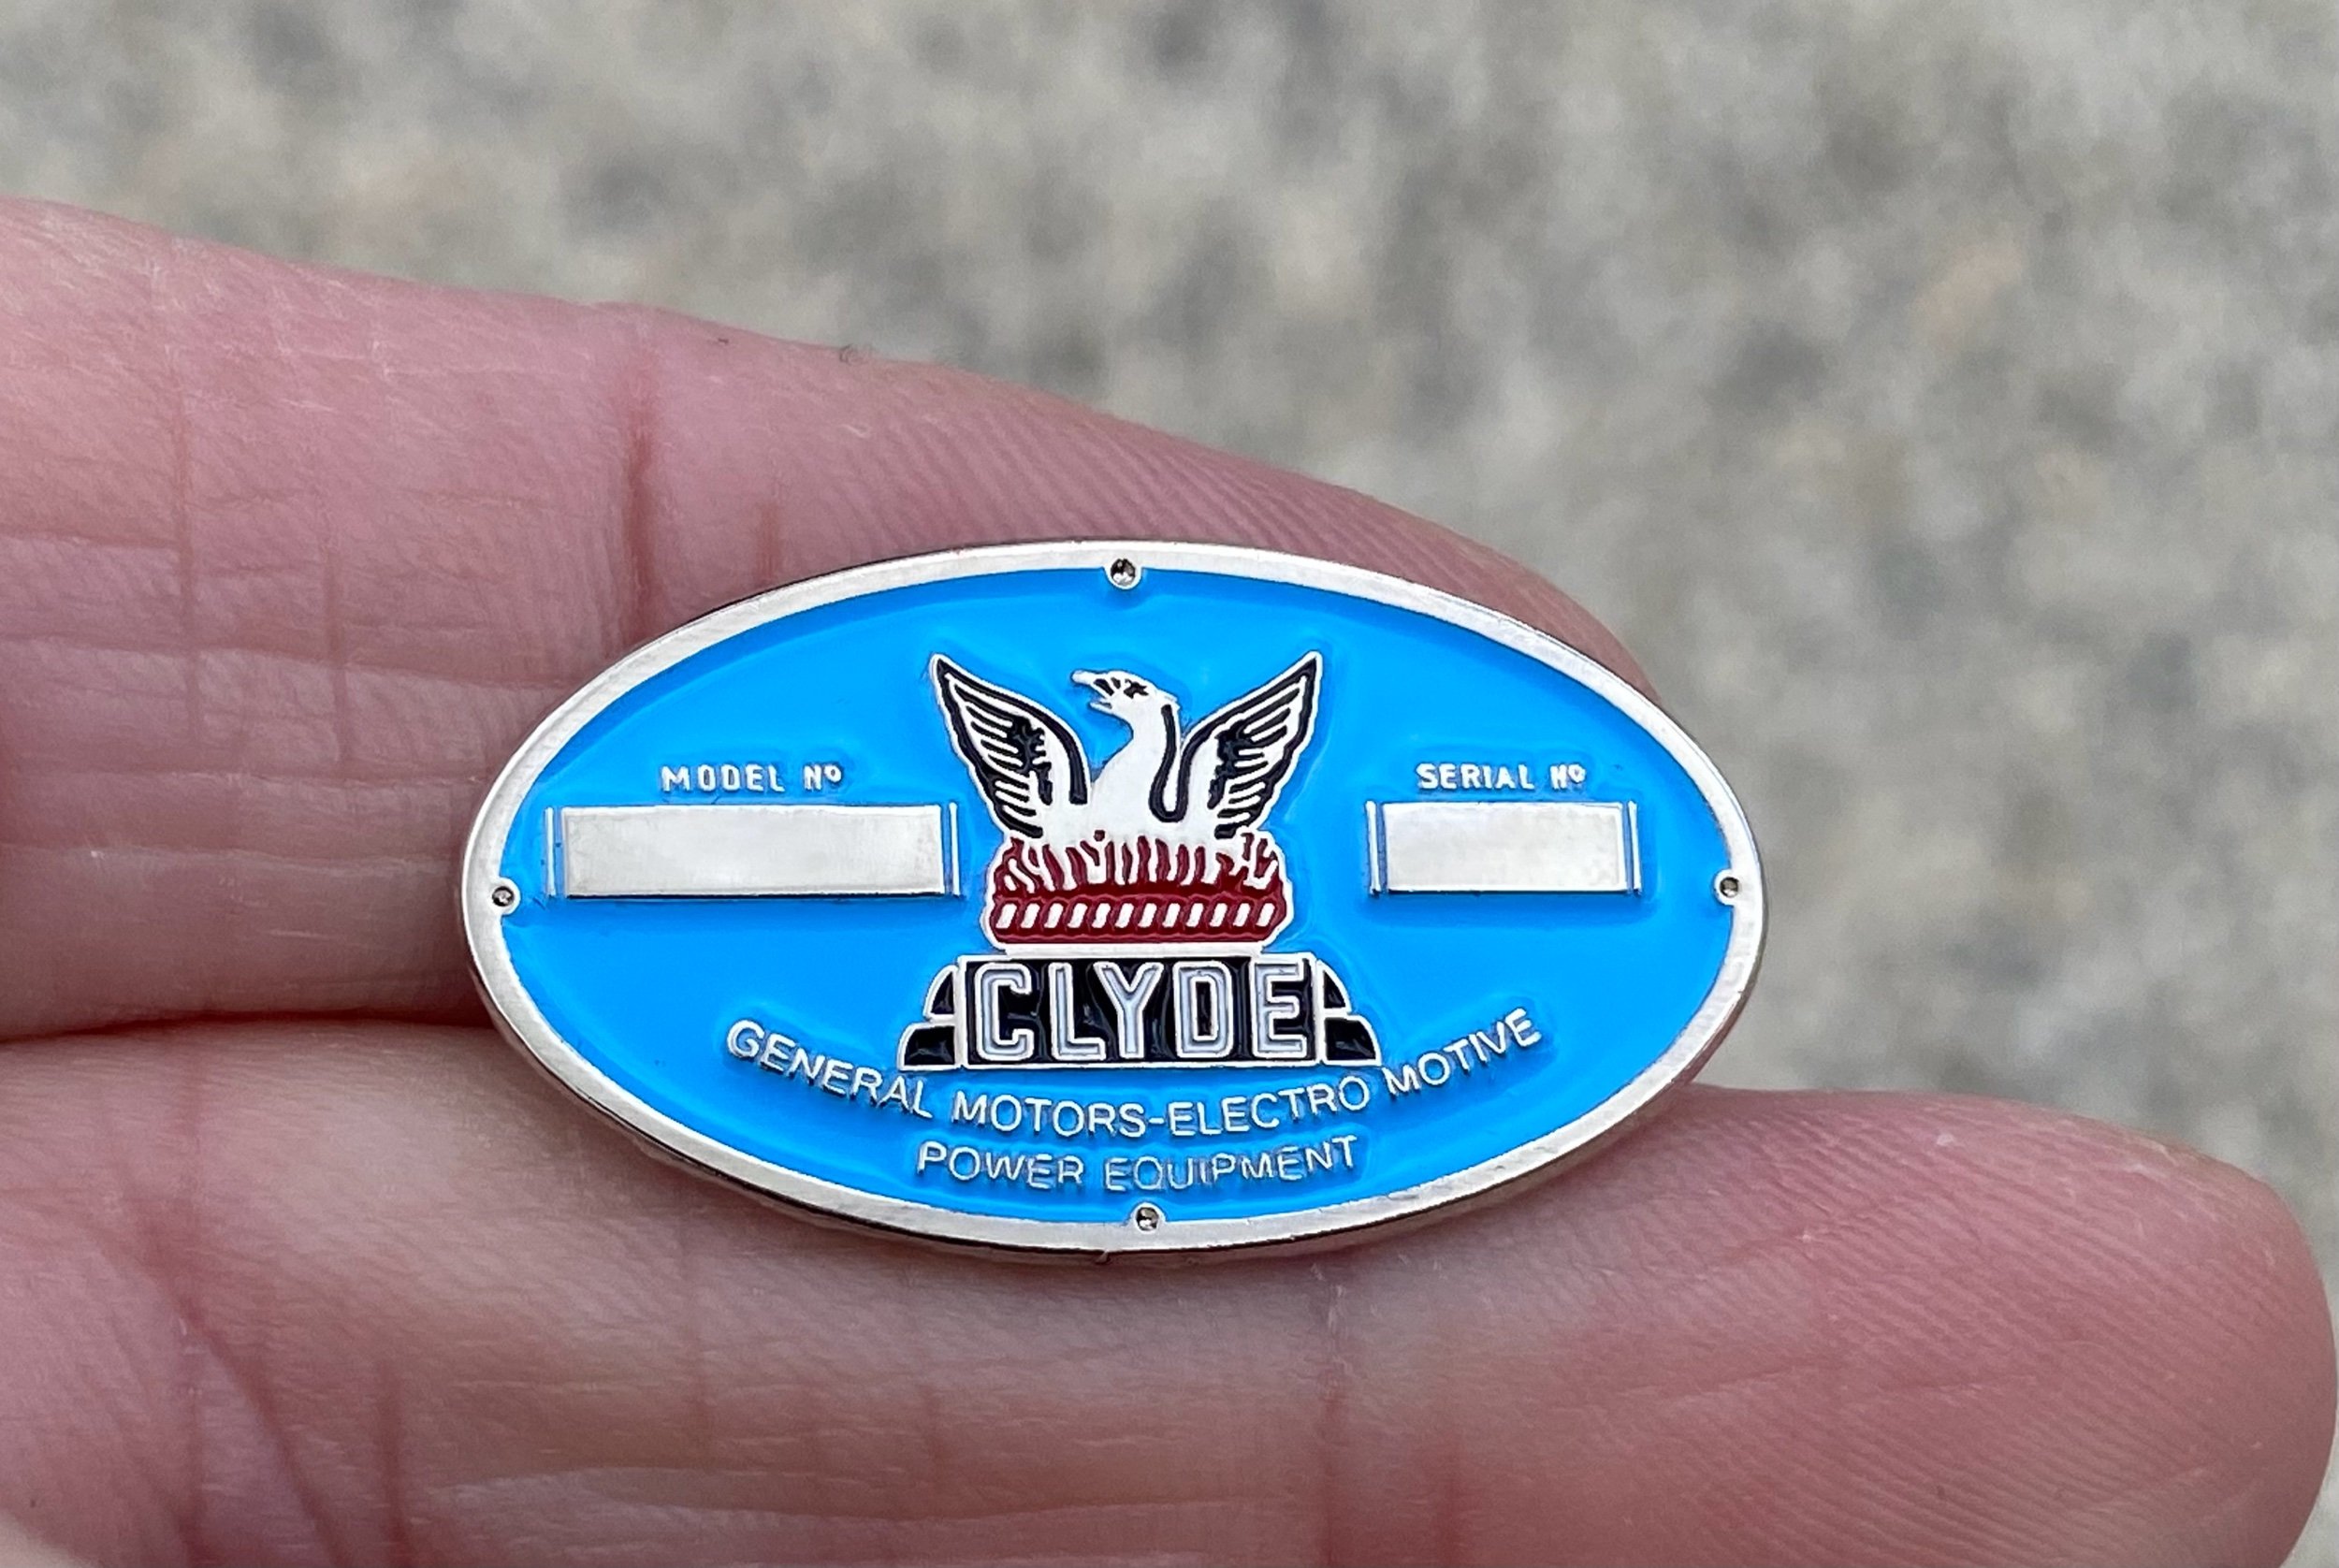 MODEL Nº
SERIAL Nº
CLYDE
GENERAL MOTORS-ELECTRO MOTIVE
POWER EQUIPMENT